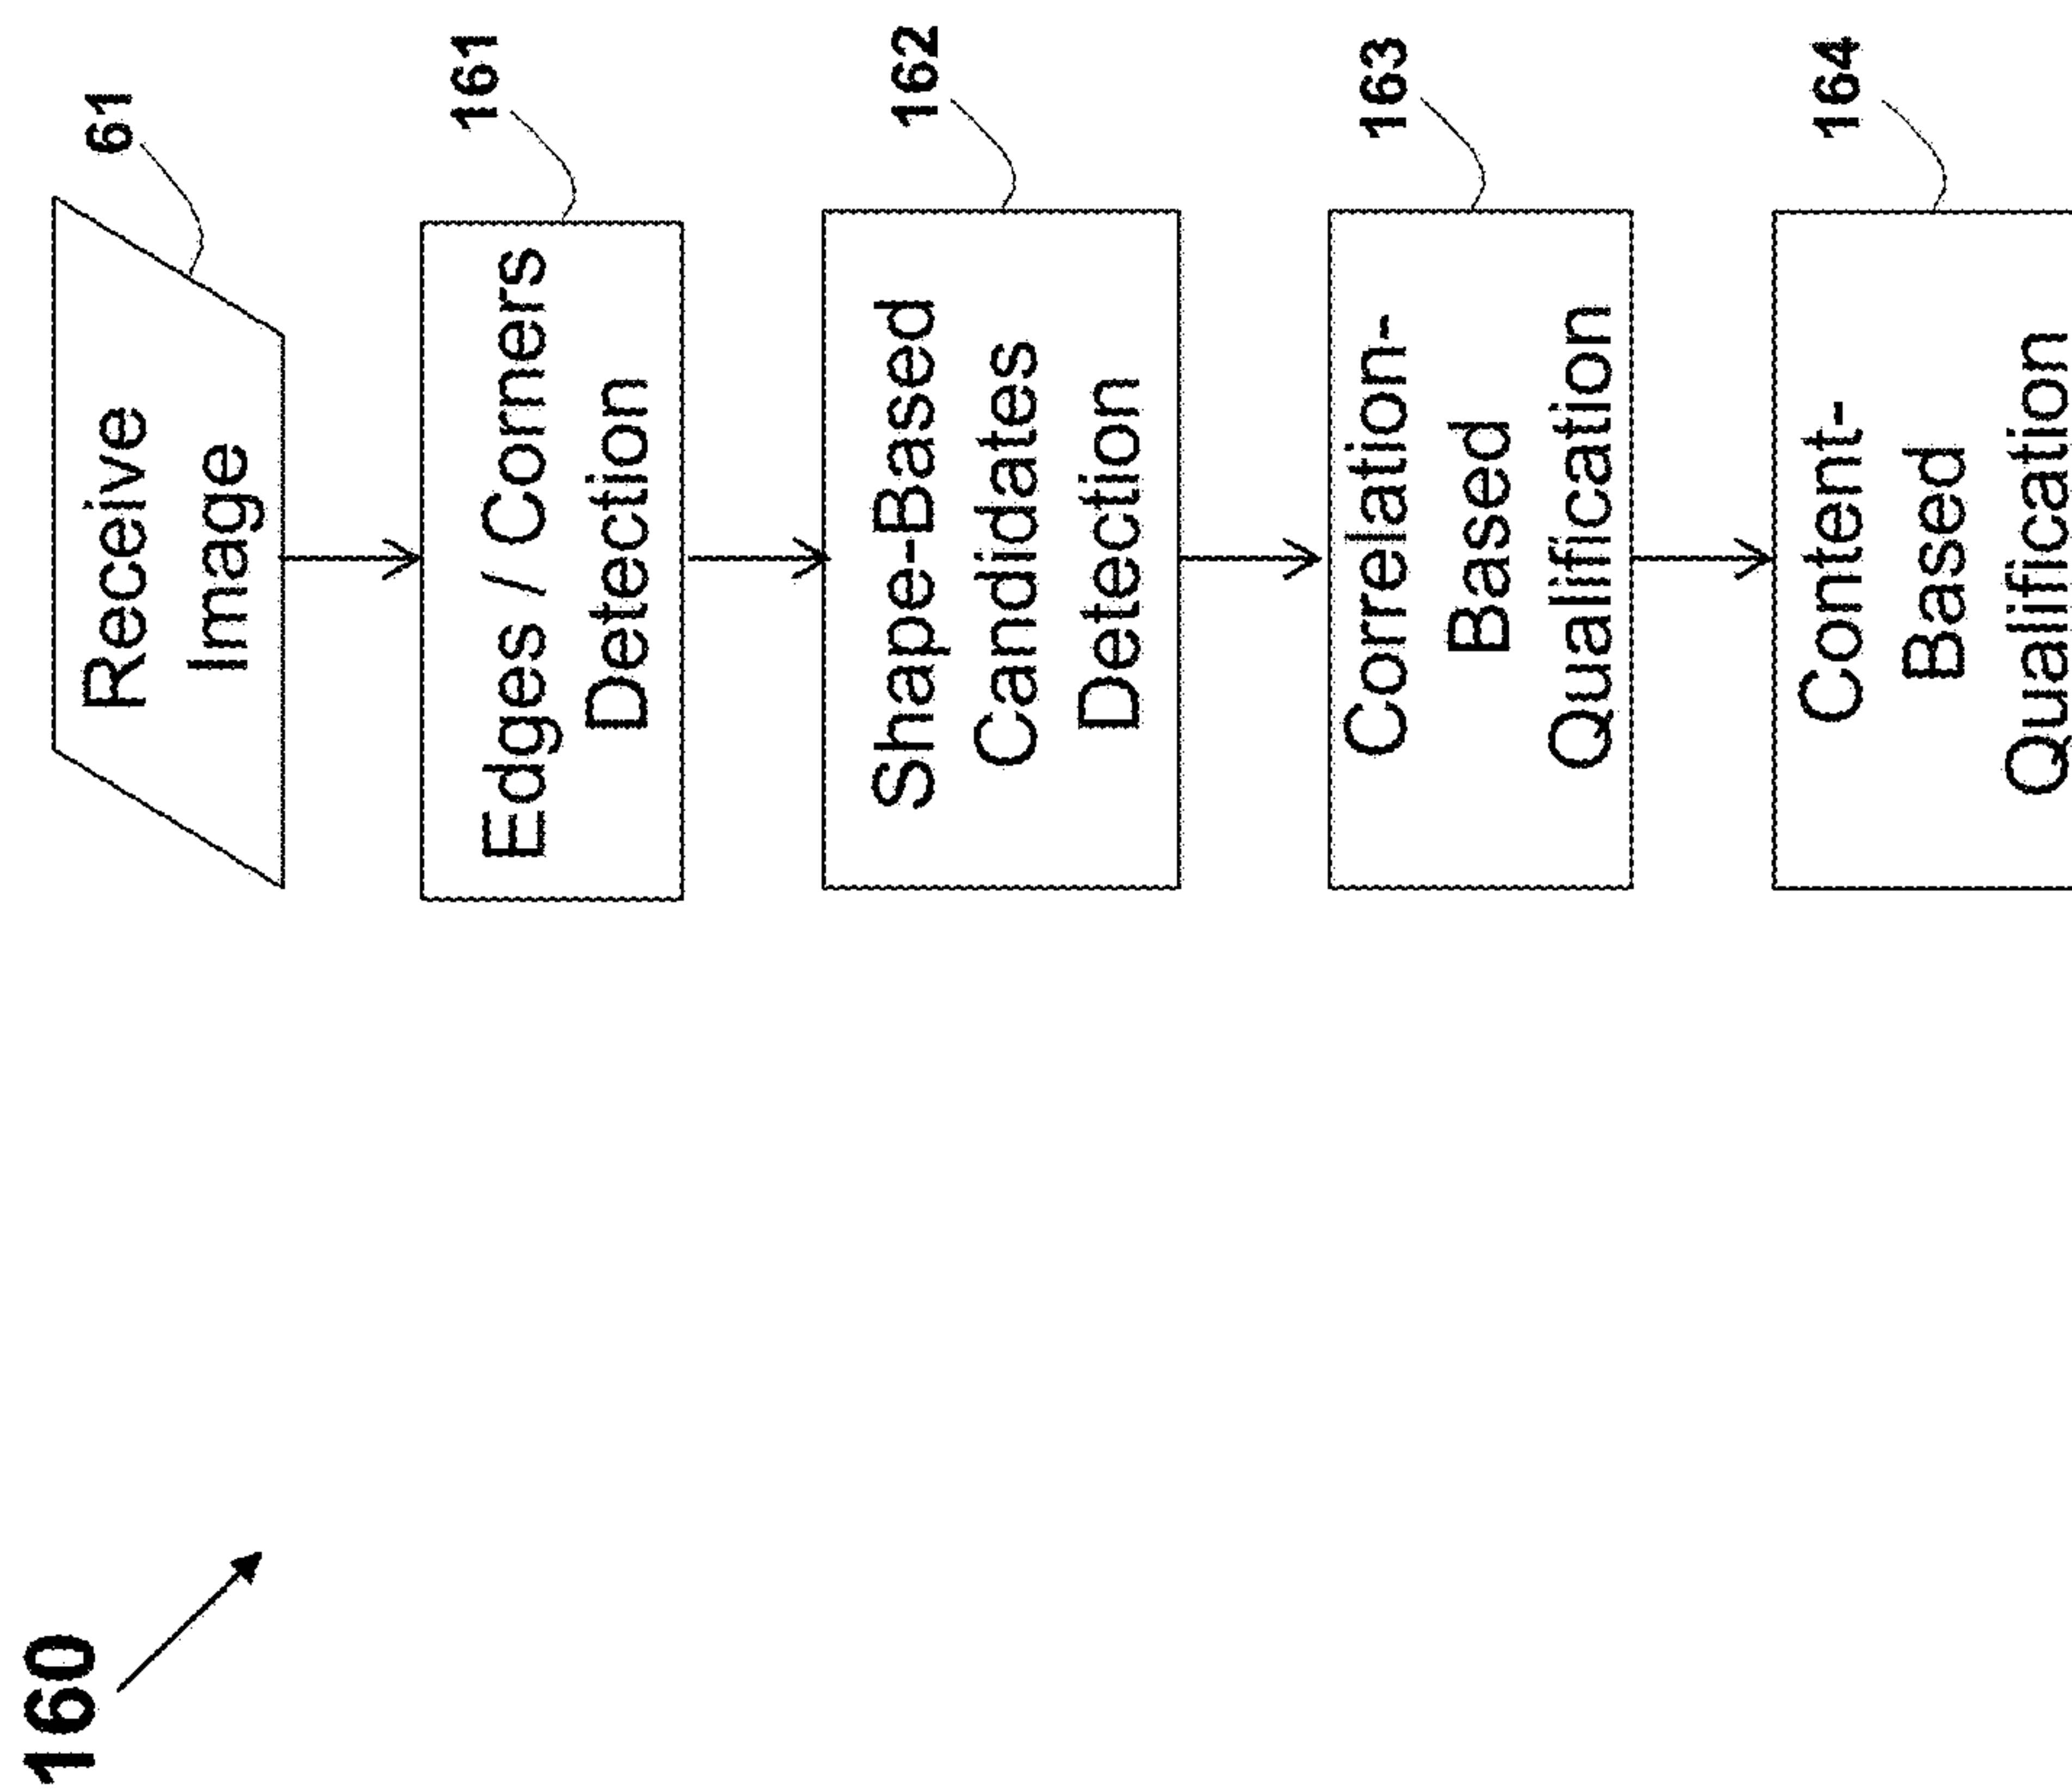 160
61
Receive
Image
161
Edges / Corners
Detection
162
Shape-Based
Candidates
Detection
163
Correlation-
Based
Qualification
164
Content-
Based
Qualification